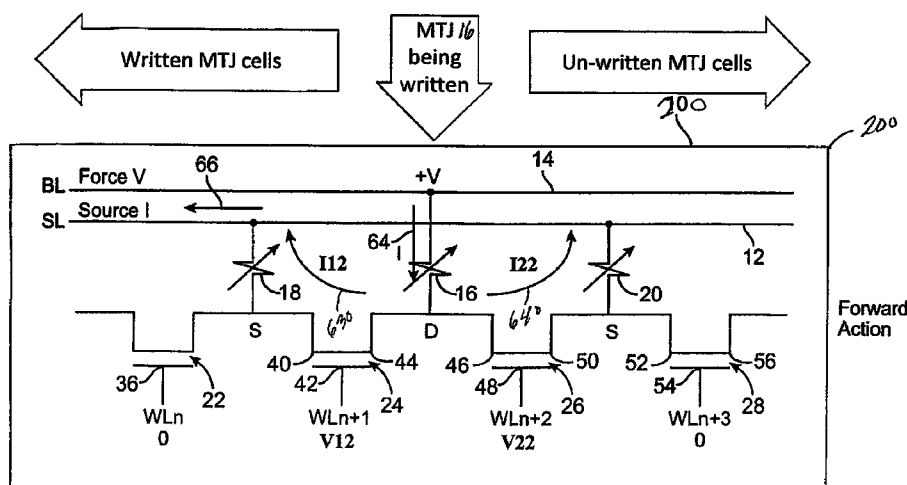 Written MTJ cells
MTJ 16
being
written
Un-written MTJ cells
200
200
66
+V
14
BL Force V
SL Source I
12
64
I
I12
I22
18
16
20
630
640
S
D
S
Forward
Action
40
44
46
50
52
56
36
22
42
24
48
26
54
28
WLn
WLn+1
WLn+2
WLn+3
0
V12
V22
0